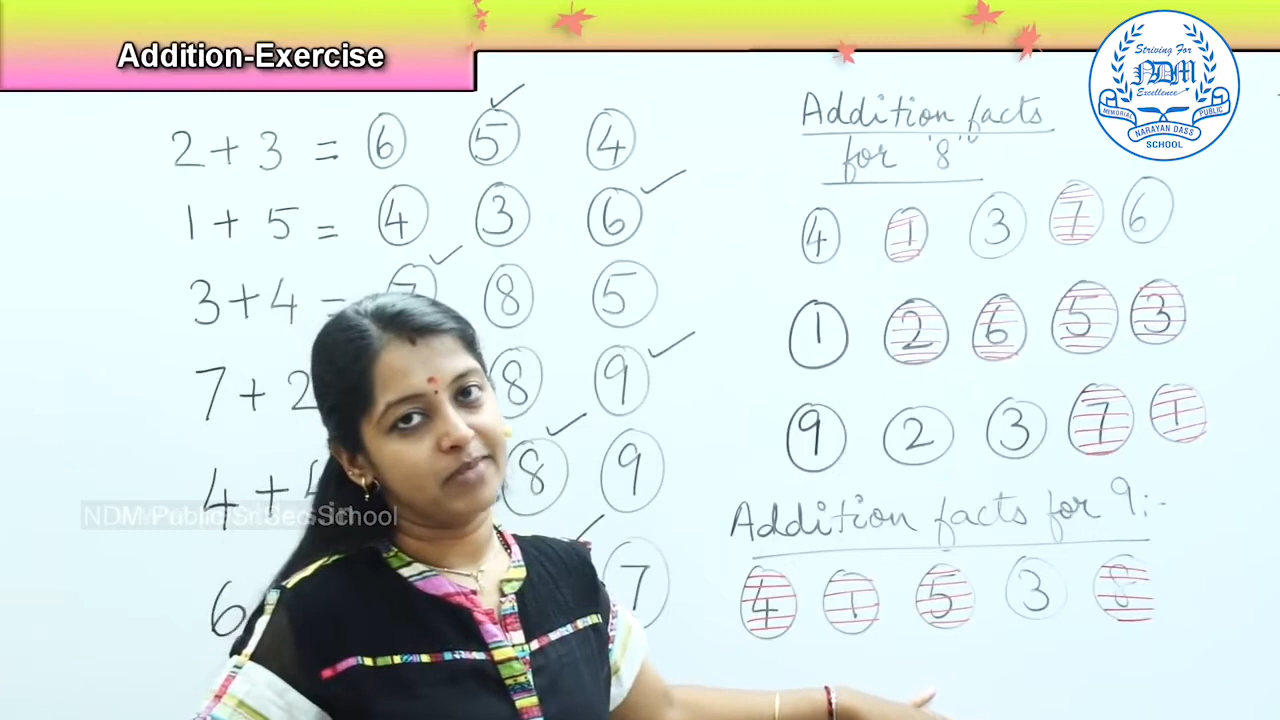 Addition-Exercise
Striving For
NDM
Excellence
MEMORIAL PUBLIC
NARAYAN DASS
SCHOOL
2 + 3 = 6 5 4
1 + 5 = 4 3 6
3 + 4 = 7 8 5
7 + 2 8 9
4 + 4 8 9
6 7
Addition facts
for '8'
4 1 3 7 6
1 2 6 5 3
9 2 3 7 1
Addition facts for 9:-
4 1 5 3 8
NDM Public Sr.Sec.School